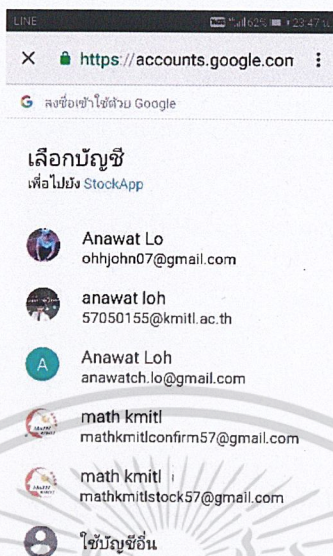 LINE
62% 23:47 น.
https://accounts.google.con
G ลงชื่อเข้าใช้ด้วย Google
เลือกบัญชี
เพื่อไปยัง StockApp
Anawat Lo
ohhjohn07@gmail.com
anawat loh
57050155@kmitl.ac.th
A
Anawat Loh
anawatch.lo@gmail.com
math kmitl
mathkmitlconfirm57@gmail.com
math kmitl
mathkmitlstock57@gmail.com
ใช้บัญชีอื่น